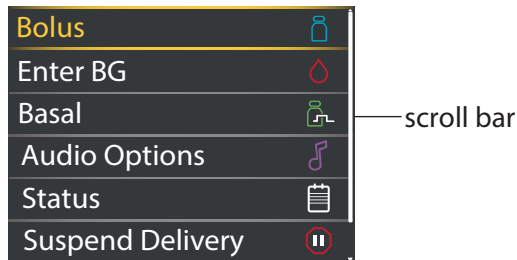 Bolus
Enter BG
Basal
scroll bar
Audio Options
Status
Suspend Delivery